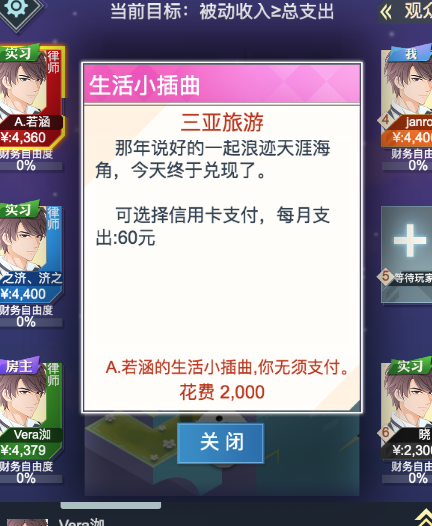 当前目标：被动收入≥总支出
《 观众
实习
律师
A.若涵
¥:4,360
财务自由度
0%
实习
律师
之济、济之
¥:4,400
财务自由度
0%
房主
律师
Vera洳
¥:4,379
财务自由度
0%
生活小插曲
三亚旅游
那年说好的一起浪迹天涯海
角，今天终于兑现了。
可选择信用卡支付，每月支
出:60元
A.若涵的生活小插曲,你无须支付。
花费 2,000
关 闭
我
4
janro
¥:4,400
财务自由度
0%
5 等待玩家
实习
6
晓
¥:2,300
财务自由度
0%
Vera洳